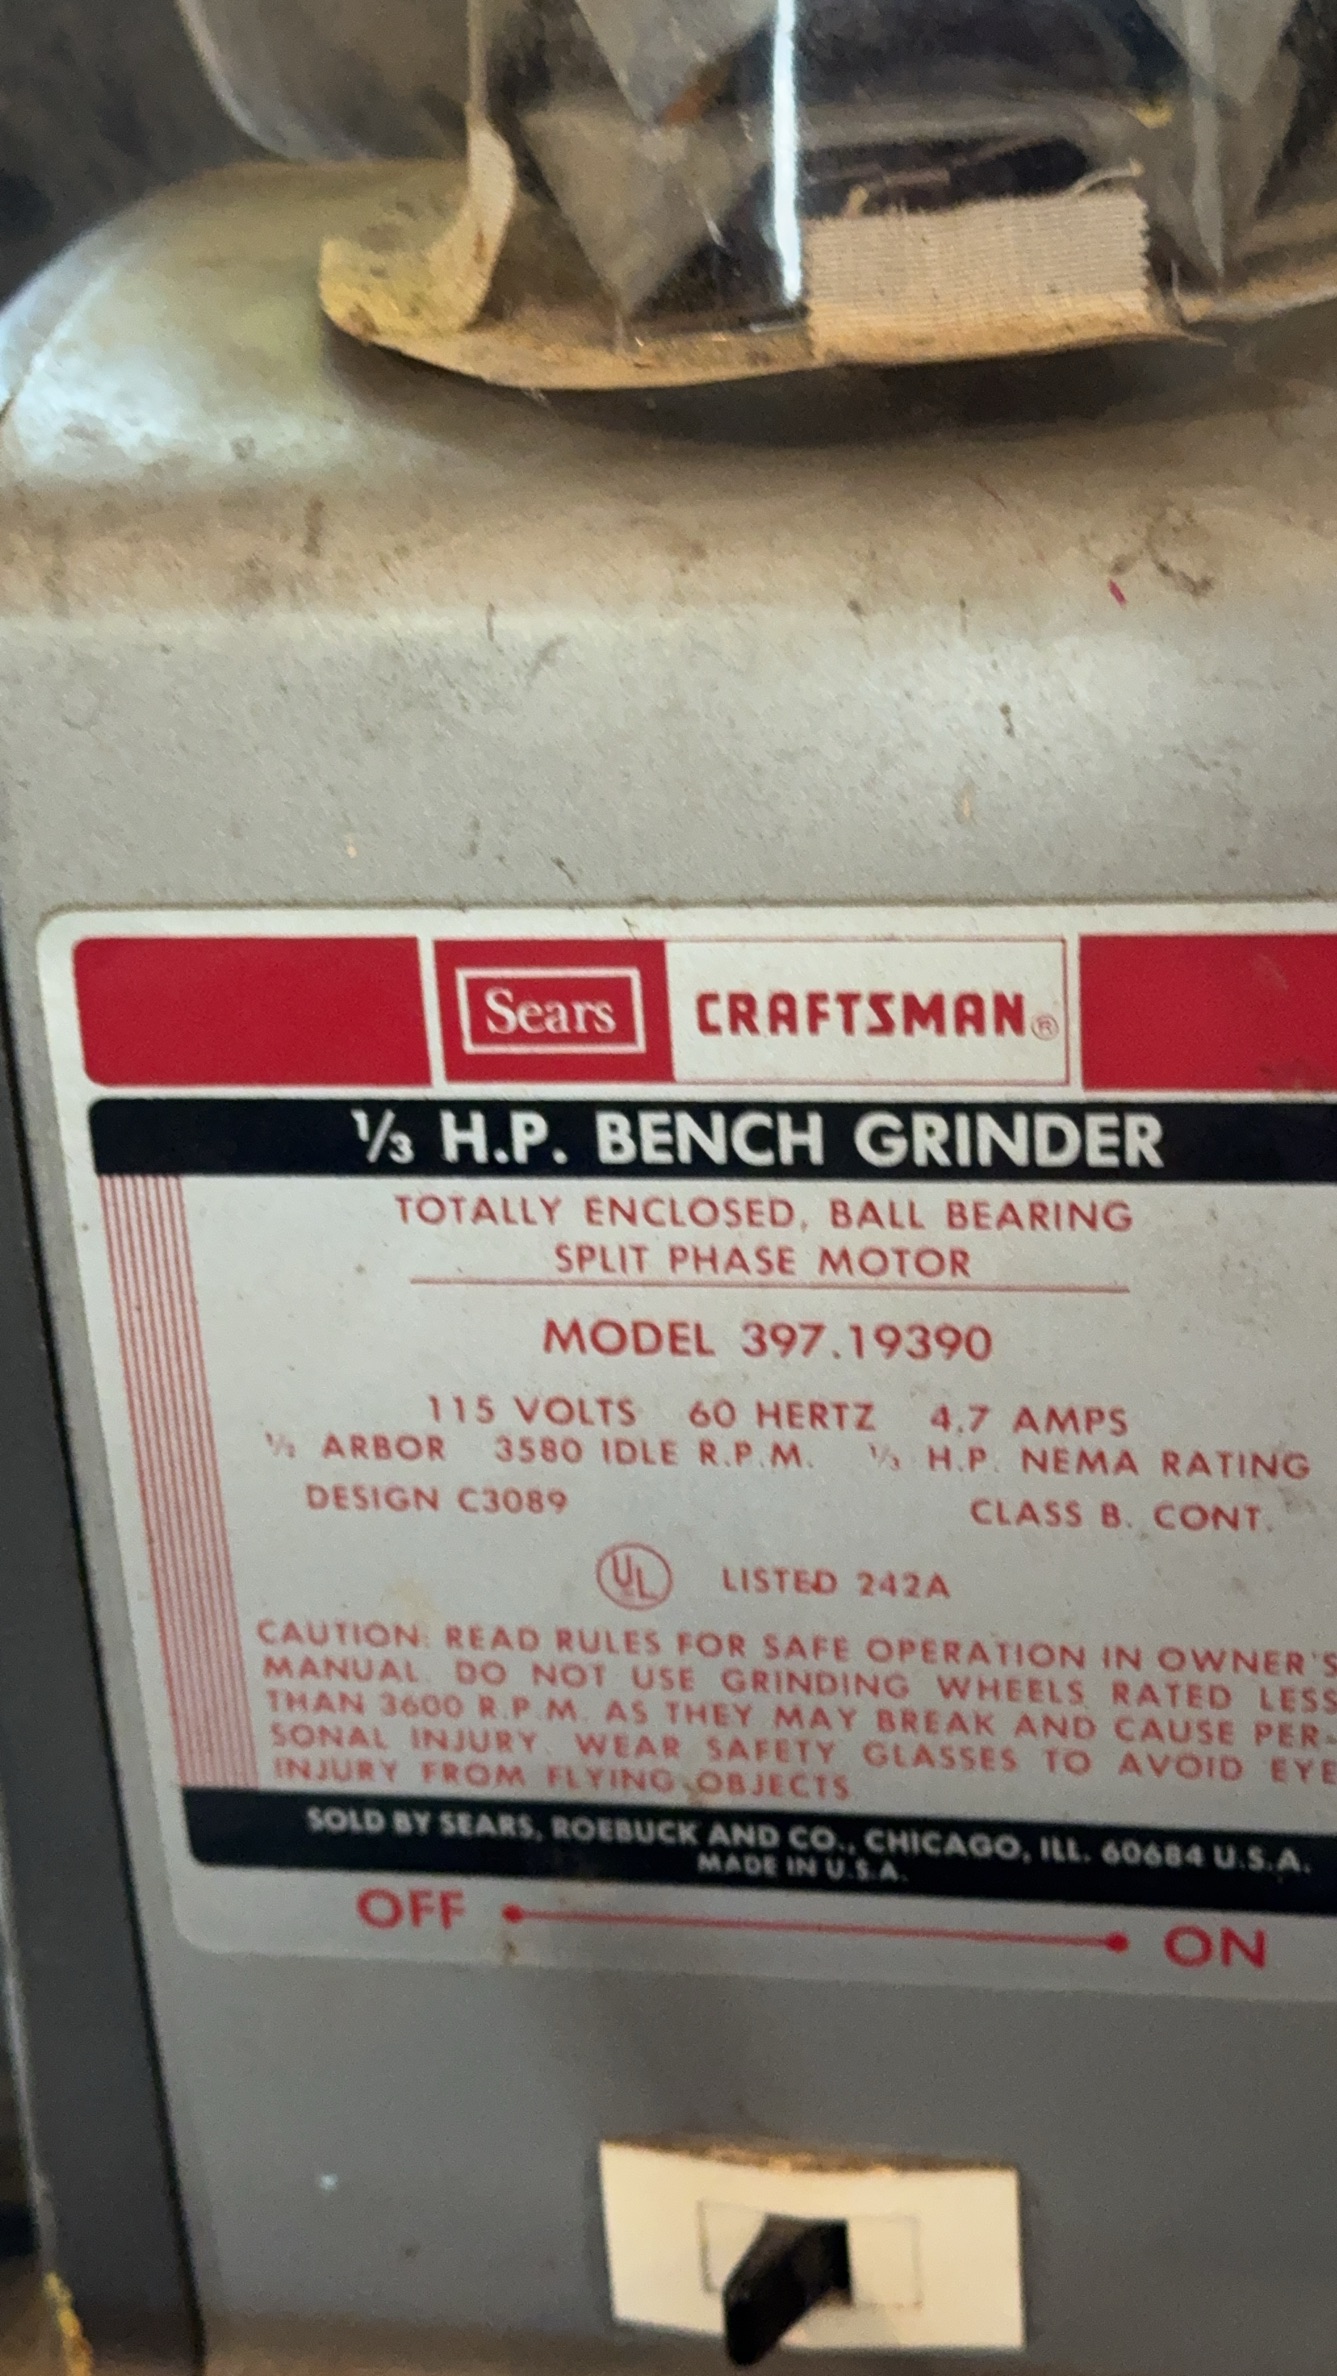 Sears CRAFTSMAN®
1/3 H.P. BENCH GRINDER
TOTALLY ENCLOSED, BALL BEARING
SPLIT PHASE MOTOR
MODEL 397.19390
115 VOLTS 60 HERTZ 4.7 AMPS
1/2 ARBOR 3580 IDLE R.P.M. 1/3 H.P. NEMA RATING
DESIGN C3089 CLASS B. CONT.
UL LISTED 242A
CAUTION: READ RULES FOR SAFE OPERATION IN OWNER'S
MANUAL. DO NOT USE GRINDING WHEELS RATED LESS
THAN 3600 R.P.M. AS THEY MAY BREAK AND CAUSE PER-
SONAL INJURY. WEAR SAFETY GLASSES TO AVOID EYE
INJURY FROM FLYING OBJECTS
SOLD BY SEARS, ROEBUCK AND CO., CHICAGO, ILL. 60684 U.S.A.
MADE IN U.S.A.
OFF ON